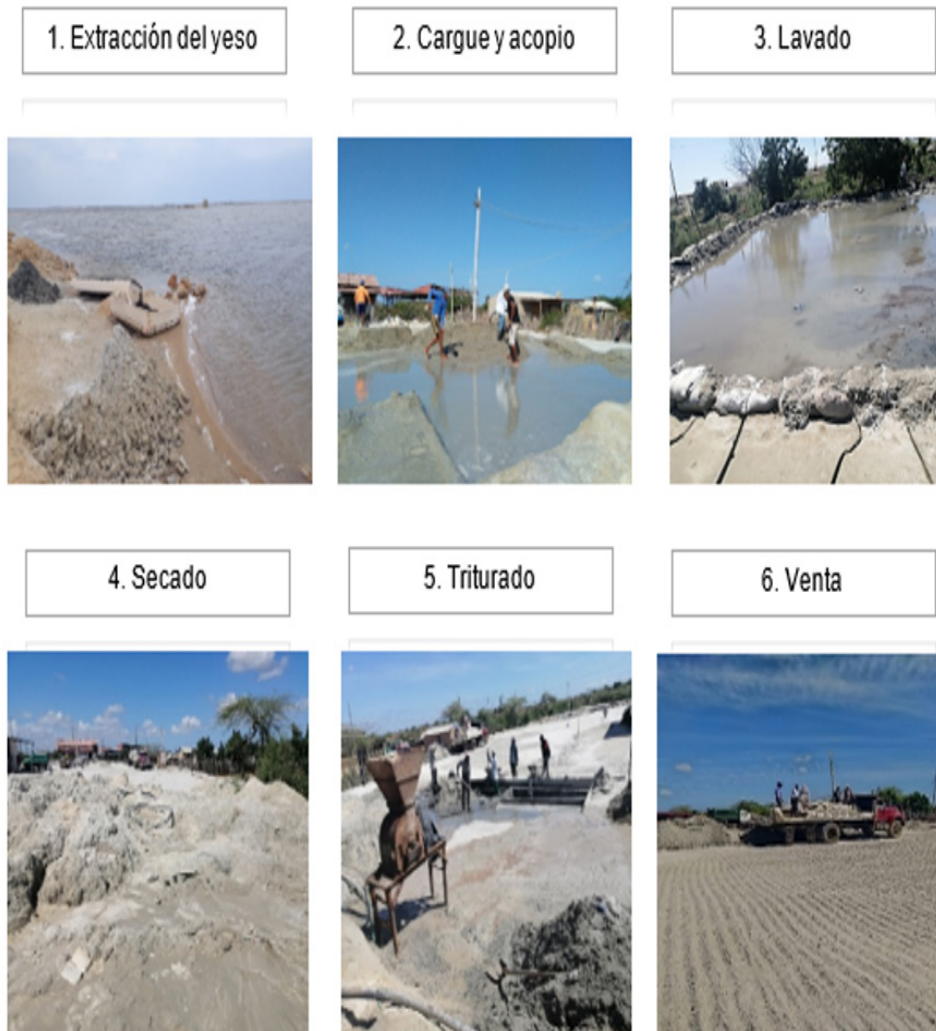 1. Extracción del yeso
2. Cargue y acopio
3. Lavado
4. Secado
5. Triturado
6. Venta